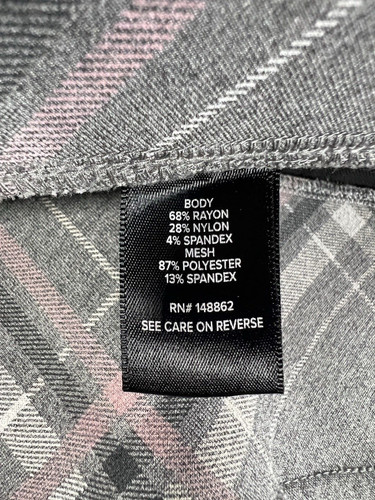 BODY
68% RAYON
28% NYLON
4% SPANDEX
MESH
87% POLYESTER
13% SPANDEX
RN# 148862
SEE CARE ON REVERSE